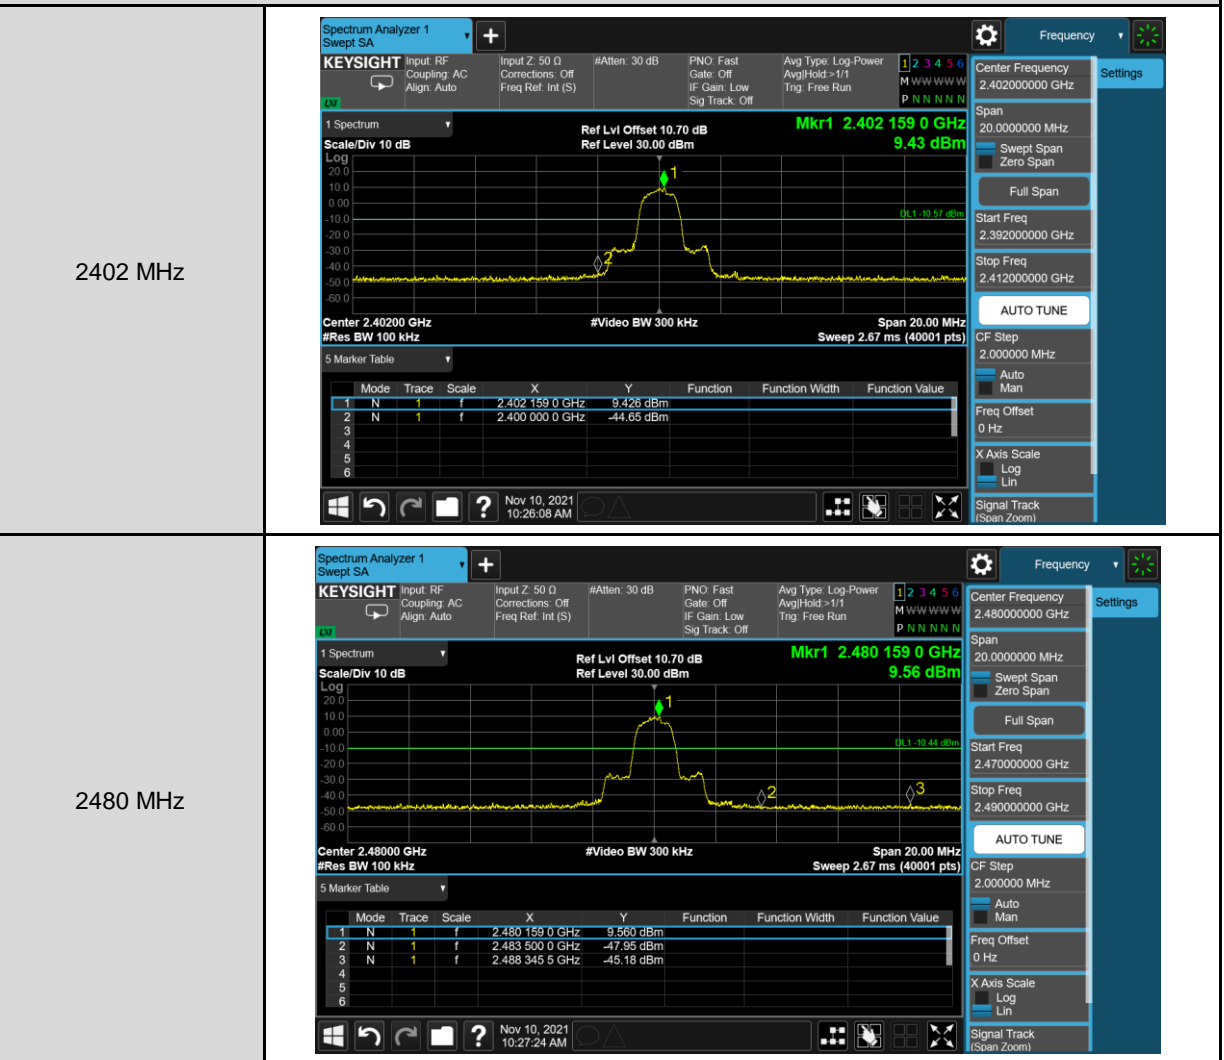 2402 MHz
Spectrum Analyzer 1
Swept SA
+
Frequency
KEYSIGHT
Input: RF
Coupling: AC
Align: Auto
Input Z: 50 Ω
Corrections: Off
Freq Ref: Int (S)
#Atten: 30 dB
PNO: Fast
Gate: Off
IF Gain: Low
Sig Track: Off
Avg Type: Log-Power
Avg|Hold:>1/1
Trig: Free Run
1 2 3 4 5 6
M W W W W W
P N N N N N
LXI
1 Spectrum
Scale/Div 10 dB
Ref Lvl Offset 10.70 dB
Ref Level 30.00 dBm
Mkr1 2.402 159 0 GHz
9.43 dBm
Log
20.0
10.0
0.00
-10.0
-20.0
-30.0
-40.0
-50.0
-60.0
1
2
DL1 -10.57 dBm
Center 2.40200 GHz
#Res BW 100 kHz
#Video BW 300 kHz
Span 20.00 MHz
Sweep 2.67 ms (40001 pts)
5 Marker Table
Mode Trace Scale X Y Function Function Width Function Value
1 N 1 f 2.402 159 0 GHz 9.426 dBm
2 N 1 f 2.400 000 0 GHz -44.65 dBm
3
4
5
6
?
Nov 10, 2021
10:26:08 AM
Center Frequency
2.402000000 GHz
Settings
Span
20.0000000 MHz
Swept Span
Zero Span
Full Span
Start Freq
2.392000000 GHz
Stop Freq
2.412000000 GHz
AUTO TUNE
CF Step
2.000000 MHz
Auto
Man
Freq Offset
0 Hz
X Axis Scale
Log
Lin
Signal Track
(Span Zoom)
2480 MHz
Spectrum Analyzer 1
Swept SA
+
Frequency
KEYSIGHT
Input: RF
Coupling: AC
Align: Auto
Input Z: 50 Ω
Corrections: Off
Freq Ref: Int (S)
#Atten: 30 dB
PNO: Fast
Gate: Off
IF Gain: Low
Sig Track: Off
Avg Type: Log-Power
Avg|Hold:>1/1
Trig: Free Run
1 2 3 4 5 6
M W W W W W
P N N N N N
LXI
1 Spectrum
Scale/Div 10 dB
Ref Lvl Offset 10.70 dB
Ref Level 30.00 dBm
Mkr1 2.480 159 0 GHz
9.56 dBm
Log
20.0
10.0
0.00
-10.0
-20.0
-30.0
-40.0
-50.0
-60.0
1
2
3
DL1 -10.44 dBm
Center 2.48000 GHz
#Res BW 100 kHz
#Video BW 300 kHz
Span 20.00 MHz
Sweep 2.67 ms (40001 pts)
5 Marker Table
Mode Trace Scale X Y Function Function Width Function Value
1 N 1 f 2.480 159 0 GHz 9.560 dBm
2 N 1 f 2.483 500 0 GHz -47.95 dBm
3 N 1 f 2.488 345 5 GHz -45.18 dBm
4
5
6
?
Nov 10, 2021
10:27:24 AM
Center Frequency
2.480000000 GHz
Settings
Span
20.0000000 MHz
Swept Span
Zero Span
Full Span
Start Freq
2.470000000 GHz
Stop Freq
2.490000000 GHz
AUTO TUNE
CF Step
2.000000 MHz
Auto
Man
Freq Offset
0 Hz
X Axis Scale
Log
Lin
Signal Track
(Span Zoom)